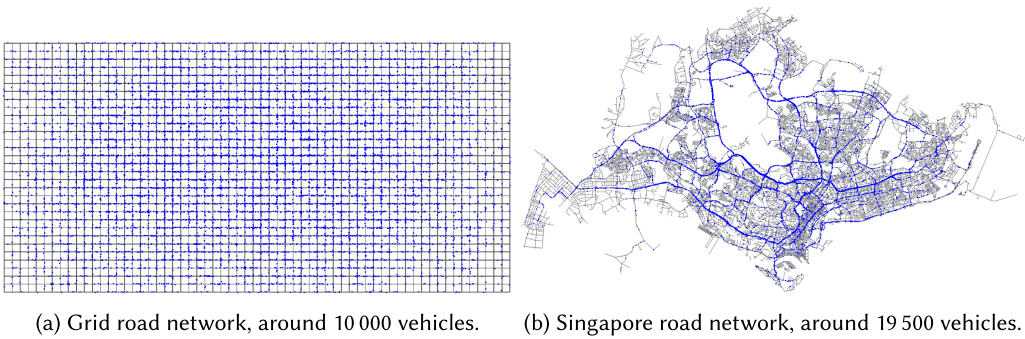 (a) Grid road network, around 10 000 vehicles.
(b) Singapore road network, around 19 500 vehicles.